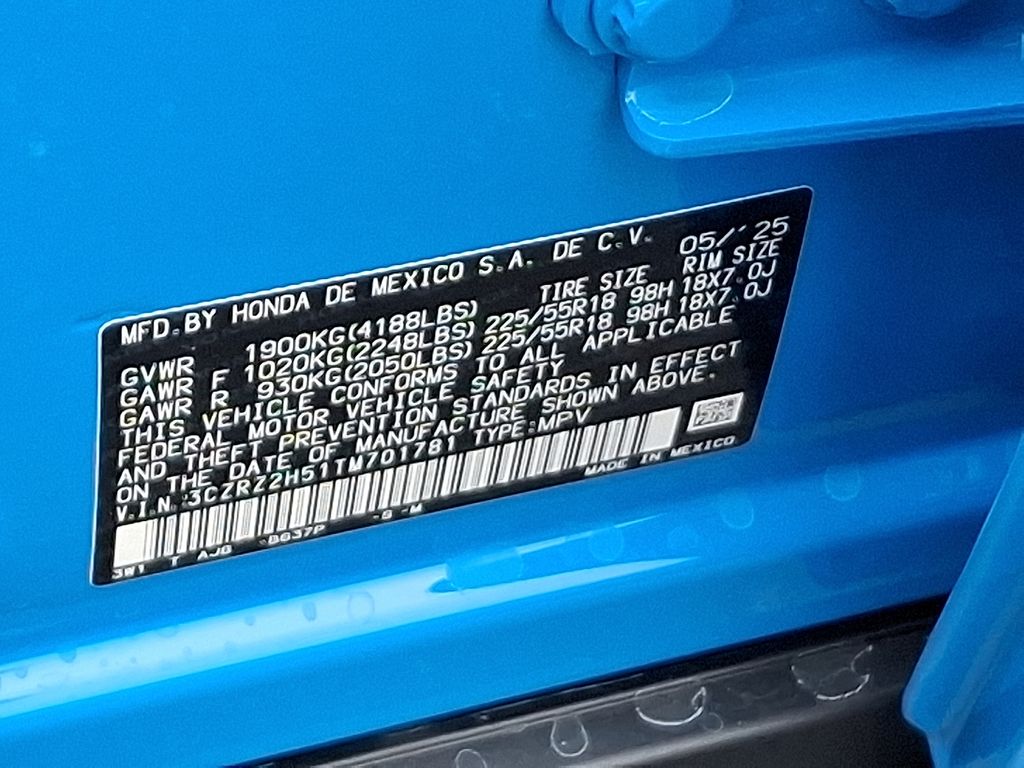 MFD.BY HONDA DE MEXICO S.A. DE C.V. 05/'25
TIRE SIZE RIM SIZE
GVWR 1900KG(4188LBS)
GAWR F 1020KG(2248LBS) 225/55R18 98H 18X7.0J
GAWR R 930KG(2050LBS) 225/55R18 98H 18X7.0J
THIS VEHICLE CONFORMS TO ALL APPLICABLE
FEDERAL MOTOR VEHICLE SAFETY
AND THEFT PREVENTION STANDARDS IN EFFECT
ON THE DATE OF MANUFACTURE SHOWN ABOVE.
V.I.N. 3CZRZ2H51TM701781 TYPE:MPV
MADE IN MEXICO
3W1 T AJG -M